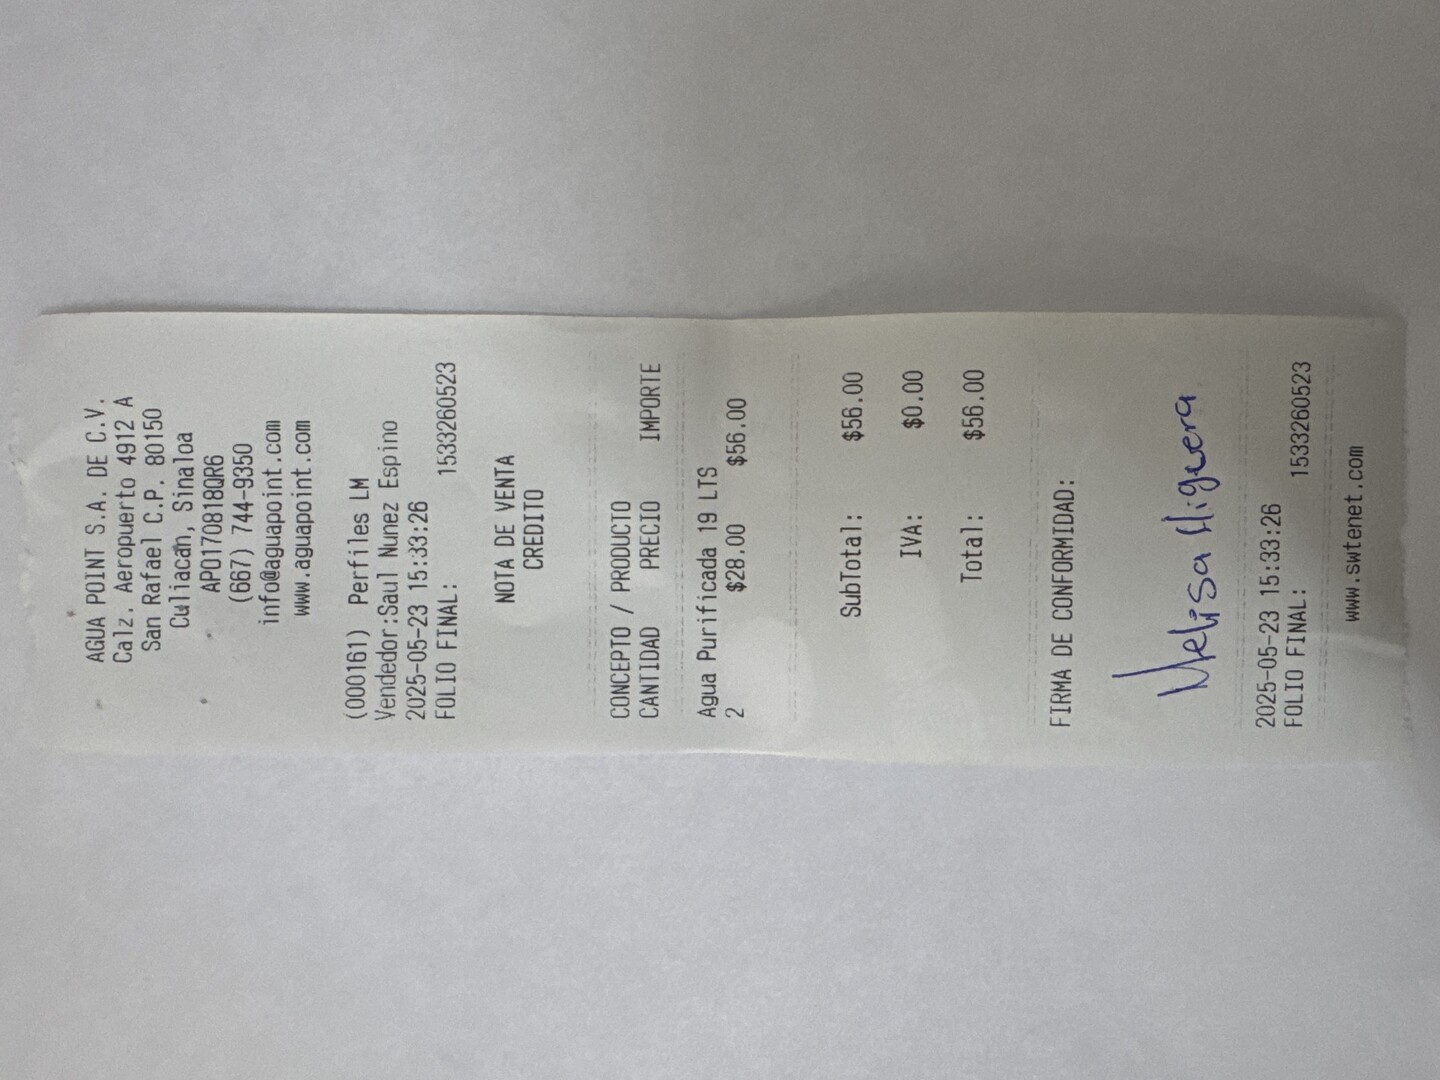 AGUA POINT S.A. DE C.V.
Calz. Aeropuerto 4912 A
San Rafael C.P. 80150
Culiacan, Sinaloa
APO170818QR6
(667) 744-9350
info@aguapoint.com
www.aguapoint.com
(000161) Perfiles LM
Vendedor:Saul Nunez Espino
2025-05-23 15:33:26
FOLIO FINAL: 1533260523
NOTA DE VENTA
CREDITO
CONCEPTO / PRODUCTO
CANTIDAD PRECIO IMPORTE
Agua Purificada 19 LTS
2 $28.00 $56.00
SubTotal: $56.00
IVA: $0.00
Total: $56.00
FIRMA DE CONFORMIDAD:
Melisa Higuera
2025-05-23 15:33:26
FOLIO FINAL: 1533260523
www.swtenet.com